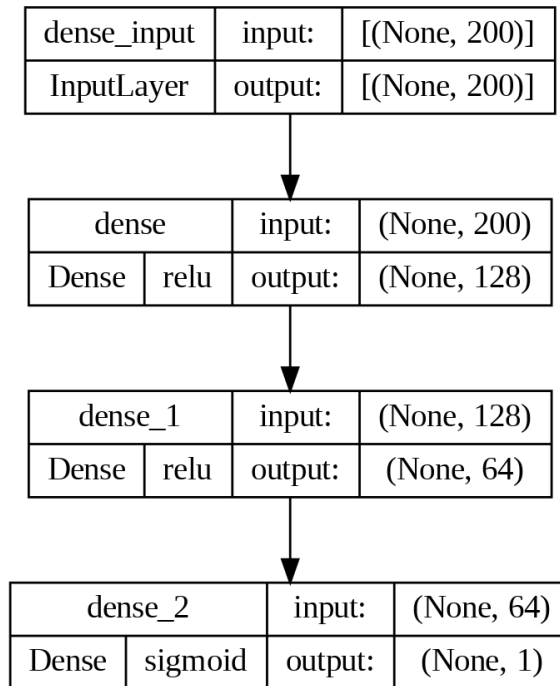 dense_input input: [(None, 200)]
InputLayer output: [(None, 200)]
dense input: (None, 200)
Dense relu output: (None, 128)
dense_1 input: (None, 128)
Dense relu output: (None, 64)
dense_2 input: (None, 64)
Dense sigmoid output: (None, 1)